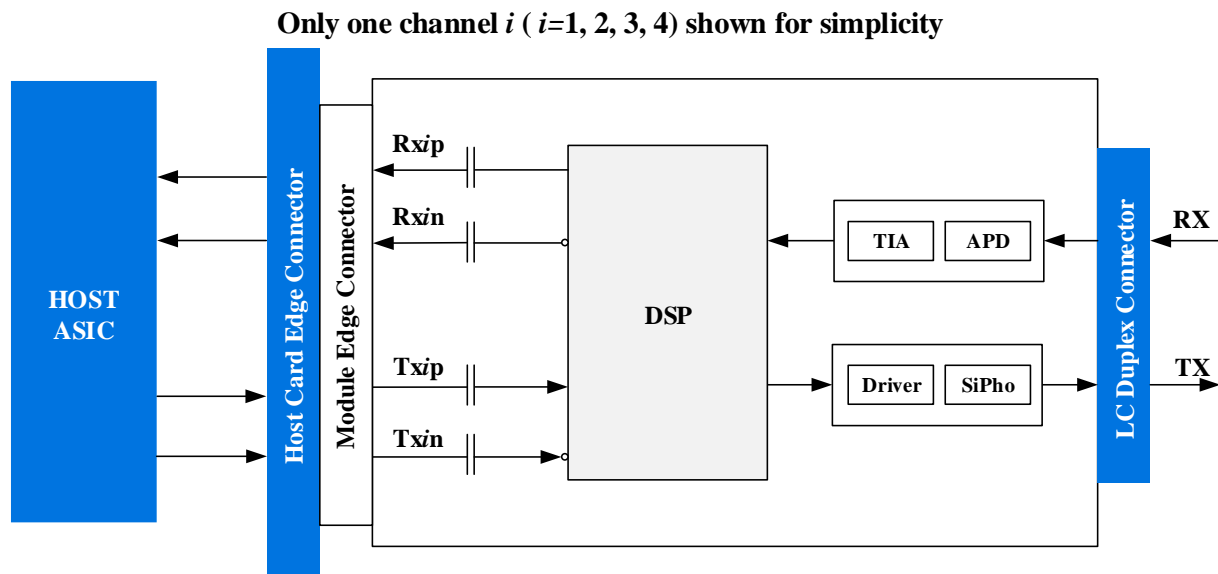 Only one channel i ( i=1, 2, 3, 4) shown for simplicity
HOST
ASIC
Host Card Edge Connector
Module Edge Connector
Rxip
Rxin
Txip
Txin
DSP
TIA
APD
Driver
SiPho
LC Duplex Connector
RX
TX